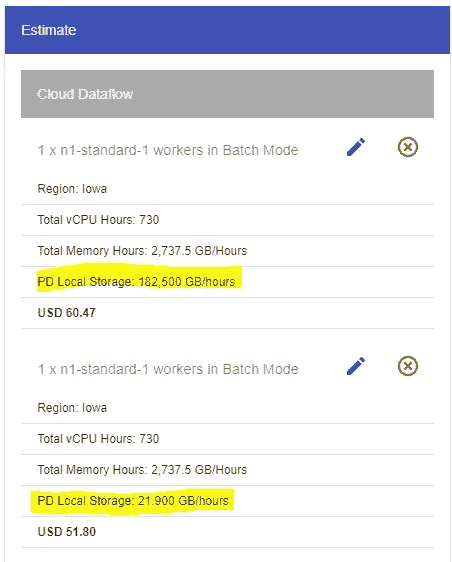 Estimate
Cloud Dataflow
1 x n1-standard-1 workers in Batch Mode
Region: Iowa
Total vCPU Hours: 730
Total Memory Hours: 2,737.5 GB/Hours
PD Local Storage: 182,500 GB/hours
USD 60.47
1 x n1-standard-1 workers in Batch Mode
Region: Iowa
Total vCPU Hours: 730
Total Memory Hours: 2,737.5 GB/Hours
PD Local Storage: 21,900 GB/hours
USD 51.80